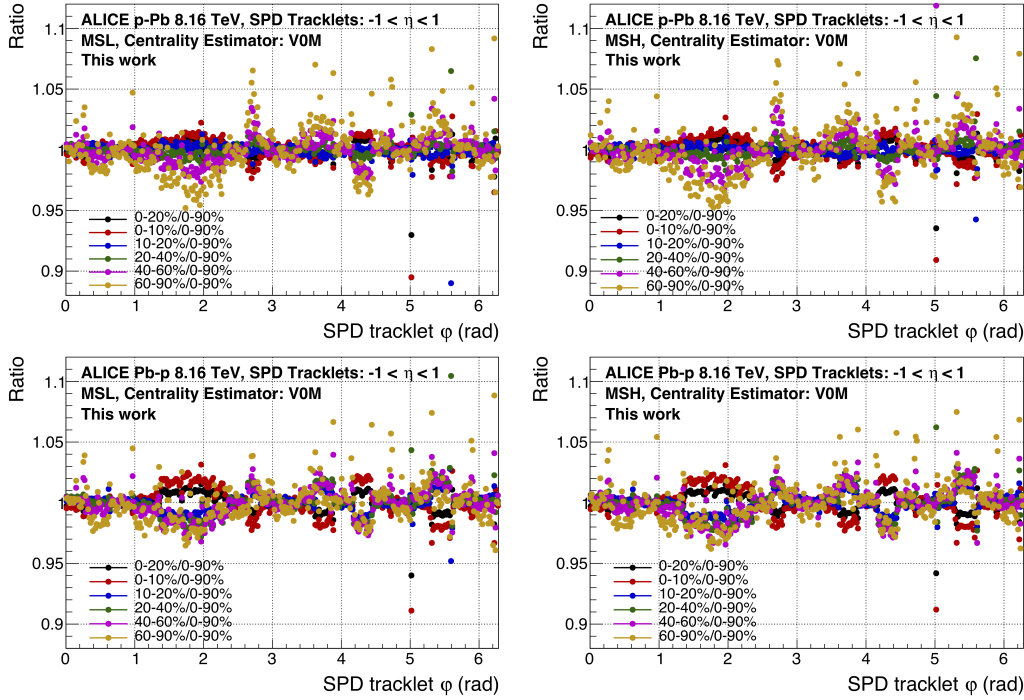 Ratio
ALICE p-Pb 8.16 TeV, SPD Tracklets: -1 < η < 1
MSL, Centrality Estimator: V0M
This work
1.1
1.05
1
0.95
0.9
0-20%/0-90%
0-10%/0-90%
10-20%/0-90%
20-40%/0-90%
40-60%/0-90%
60-90%/0-90%
0 1 2 3 4 5 6
SPD tracklet φ (rad)
Ratio
ALICE p-Pb 8.16 TeV, SPD Tracklets: -1 < η < 1
MSH, Centrality Estimator: V0M
This work
1.1
1.05
1
0.95
0.9
0-20%/0-90%
0-10%/0-90%
10-20%/0-90%
20-40%/0-90%
40-60%/0-90%
60-90%/0-90%
0 1 2 3 4 5 6
SPD tracklet φ (rad)
Ratio
ALICE Pb-p 8.16 TeV, SPD Tracklets: -1 < η < 1
MSL, Centrality Estimator: V0M
This work
1.1
1.05
1
0.95
0.9
0-20%/0-90%
0-10%/0-90%
10-20%/0-90%
20-40%/0-90%
40-60%/0-90%
60-90%/0-90%
0 1 2 3 4 5 6
SPD tracklet φ (rad)
Ratio
ALICE Pb-p 8.16 TeV, SPD Tracklets: -1 < η < 1
MSH, Centrality Estimator: V0M
This work
1.1
1.05
1
0.95
0.9
0-20%/0-90%
0-10%/0-90%
10-20%/0-90%
20-40%/0-90%
40-60%/0-90%
60-90%/0-90%
0 1 2 3 4 5 6
SPD tracklet φ (rad)